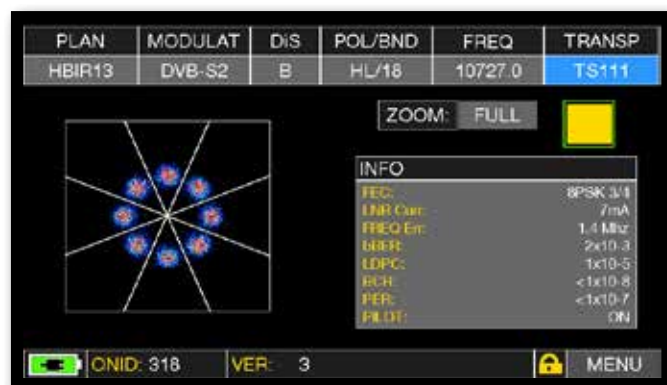 PLAN MODULAT DiS POL/BND FREQ TRANSP
HBIR13 DVB-S2 B HL/18 10727.0 TS111
ZOOM: FULL
INFO
FEC: 8PSK 3/4
LNB Curr: 7mA
FREQ Err: 1.4 Mhz
bBER: 2x10-3
LDPC: 1x10-5
BCH: <1x10-8
PER: <1x10-7
PILOT: ON
ONID: 318 VER: 3 MENU